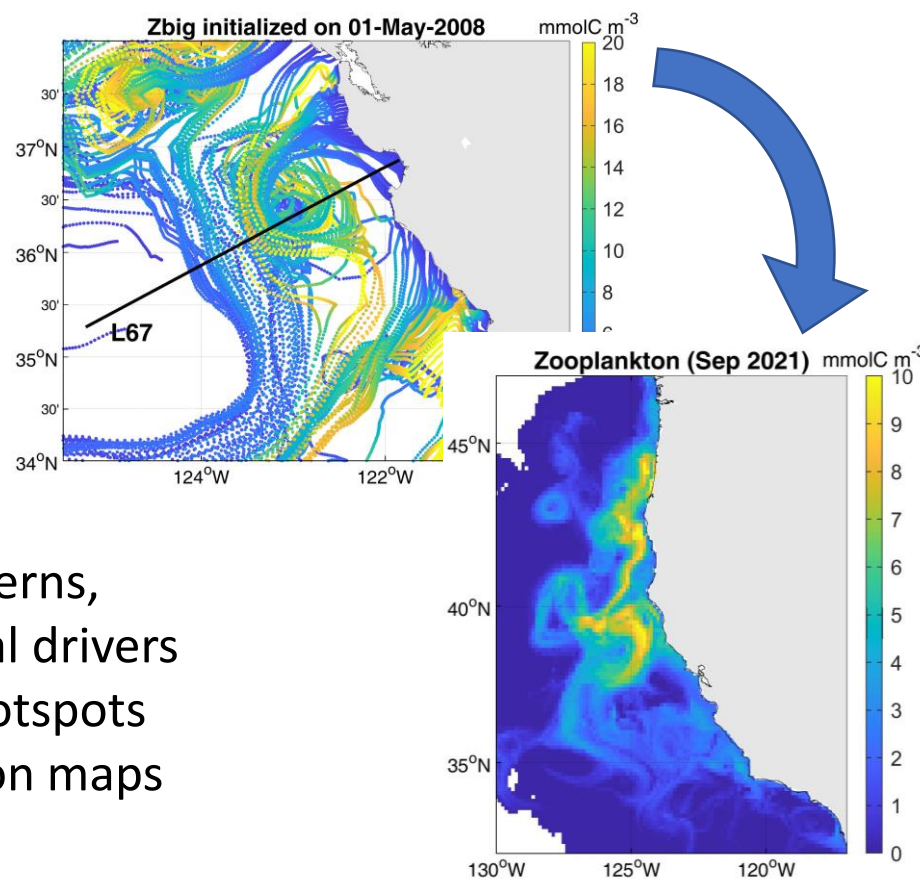 Zbig initialized on 01-May-2008
mmolC m⁻³
20
18
16
14
12
10
8
30'
37°N
30'
36°N
30'
35°N
30'
34°N
124°W
122°W
L67
Zooplankton (Sep 2021)
mmolC m⁻³
10
9
8
7
6
5
4
3
2
1
0
45°N
40°N
35°N
130°W
125°W
120°W
erns,
al drivers
otspots
on maps